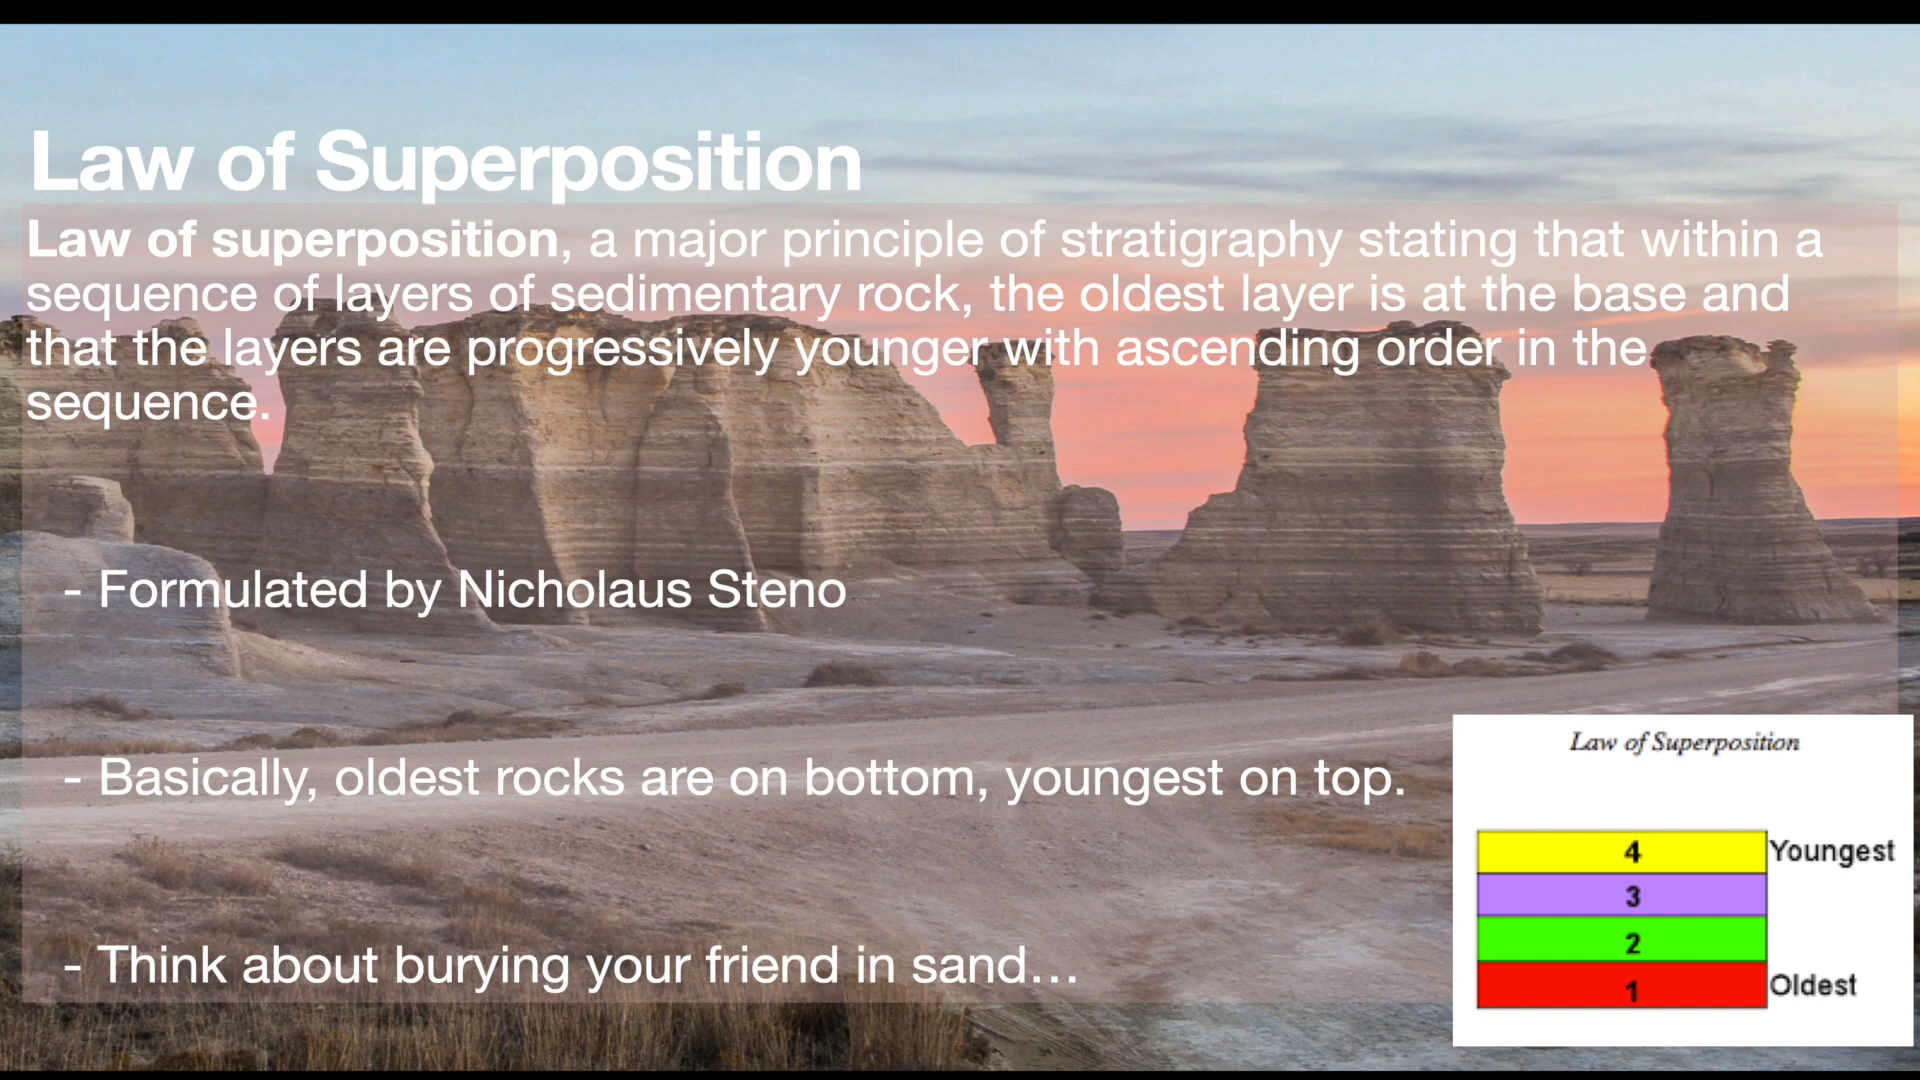 Law of Superposition
Law of superposition, a major principle of stratigraphy stating that within a
sequence of layers of sedimentary rock, the oldest layer is at the base and
that the layers are progressively younger with ascending order in the
sequence.
- Formulated by Nicholaus Steno
- Basically, oldest rocks are on bottom, youngest on top.
- Think about burying your friend in sand…
Law of Superposition
4 Youngest
3
2
1 Oldest